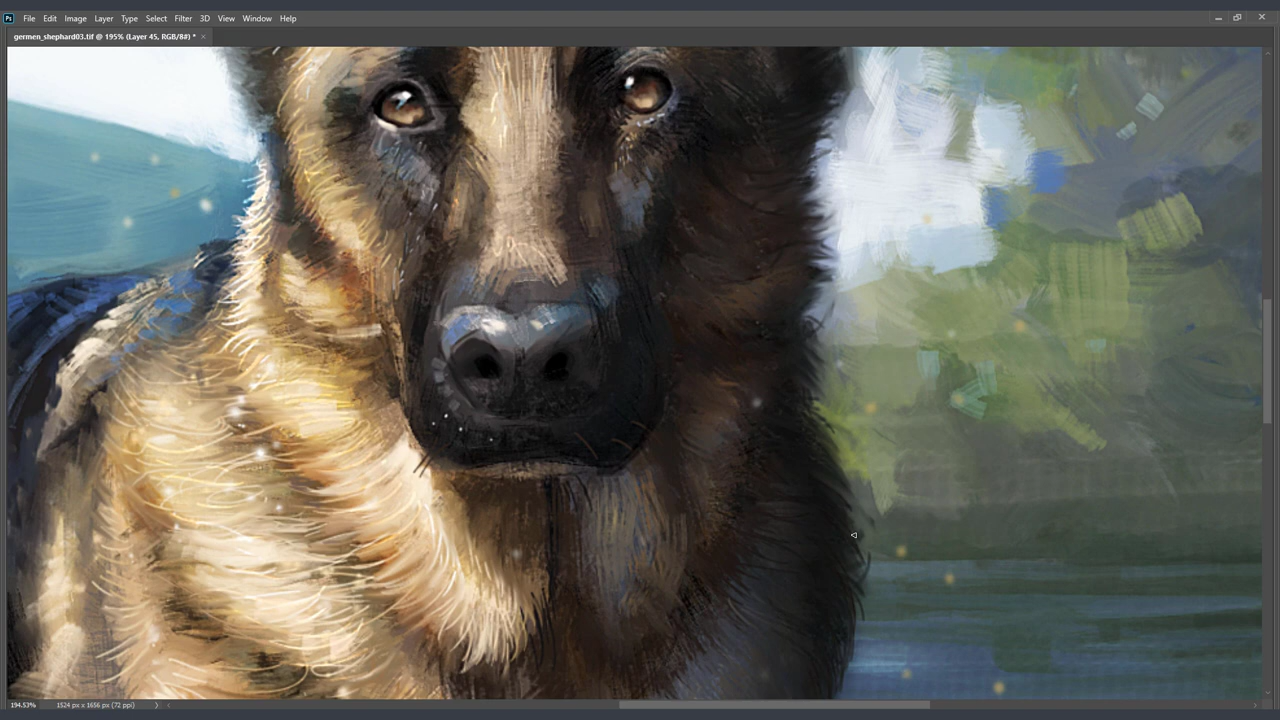 Ps File Edit Image Layer Type Select Filter 3D View Window Help
germen_shephard03.tif @ 195% (Layer 45, RGB/8#) *
194.53% 1524 px x 1656 px (72 ppi)